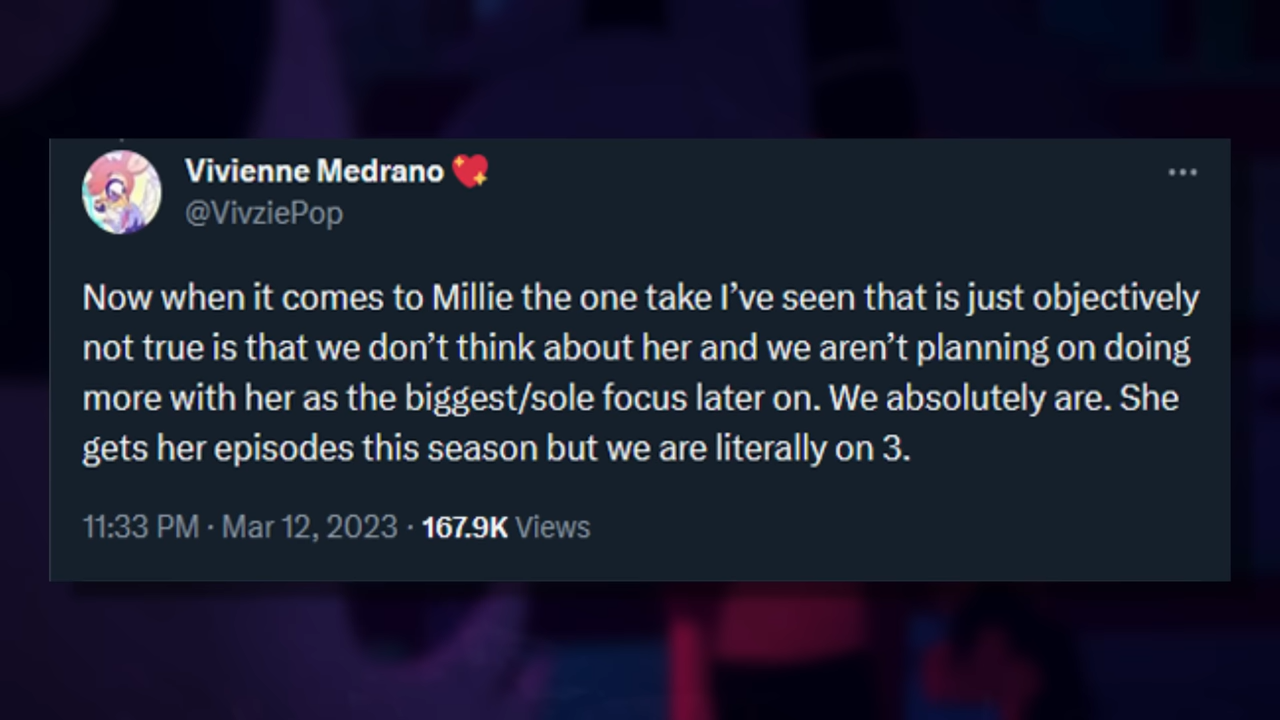 Vivienne Medrano 💖
@VivziePop
Now when it comes to Millie the one take I’ve seen that is just objectively
not true is that we don’t think about her and we aren’t planning on doing
more with her as the biggest/sole focus later on. We absolutely are. She
gets her episodes this season but we are literally on 3.
11:33 PM · Mar 12, 2023 · 167.9K Views